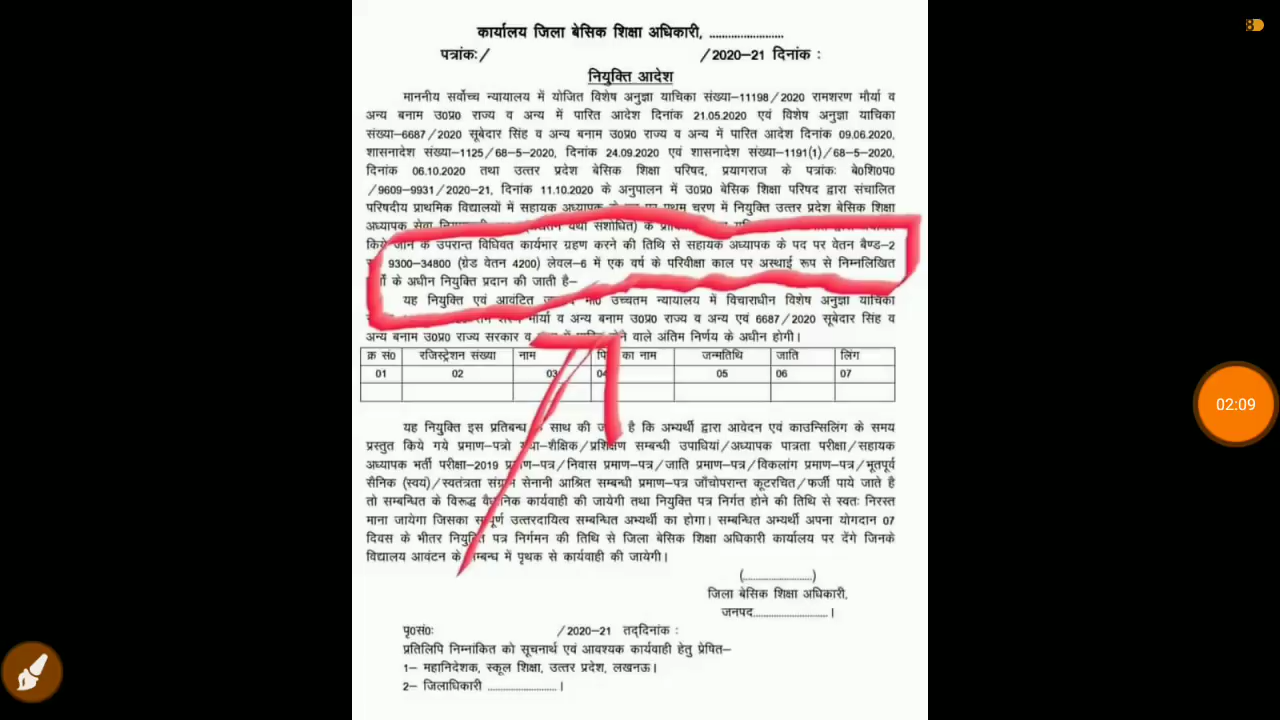 कार्यालय जिला बेसिक शिक्षा अधिकारी, ........................
पत्रांकः/ /2020-21 दिनांक :
नियुक्ति आदेश
माननीय सर्वोच्च न्यायालय में योजित विशेष अनुज्ञा याचिका संख्या-11198/2020 रामशरण मौर्या व
अन्य बनाम उ0प्र0 राज्य व अन्य में पारित आदेश दिनांक 21.05.2020 एवं विशेष अनुज्ञा याचिका
संख्या-6687/2020 सूबेदार सिंह व अन्य बनाम उ0प्र0 राज्य व अन्य में पारित आदेश दिनांक 09.06.2020,
शासनादेश संख्या-1125/68-5-2020, दिनांक 24.09.2020 एवं शासनादेश संख्या-1191(1)/68-5-2020,
दिनांक 06.10.2020 तथा उत्तर प्रदेश बेसिक शिक्षा परिषद, प्रयागराज के पत्रांकः बे0शि0प0
/9609-9931/2020-21, दिनांक 11.10.2020 के अनुपालन में उ0प्र0 बेसिक शिक्षा परिषद द्वारा संचालित
परिषदीय प्राथमिक विद्यालयों में सहायक अध्यापक के पद पर प्रथम चरण में नियुक्ति उत्तर प्रदेश बेसिक शिक्षा
अध्यापक सेवा यथा संशोधित) के
किये जाने के उपरान्त विधिवत कार्यभार ग्रहण करने की तिथि से सहायक अध्यापक के पद पर वेतन बैण्ड-2
9300-34800 (ग्रेड वेतन 4200) लेवल-6 में एक वर्ष के परिवीक्षा काल पर अस्थाई रूप से निम्नलिखित
के अधीन नियुक्ति प्रदान की जाती है-
यह नियुक्ति एवं आवंटित मा0 उच्चतम न्यायालय में विचाराधीन विशेष अनुज्ञा याचिका
मौर्या व अन्य बनाम उ0प्र0 राज्य व अन्य एवं 6687/2020 सूबेदार सिंह व
अन्य बनाम उ0प्र0 राज्य सरकार व होने वाले अंतिम निर्णय के अधीन होगी।
क्र सं0 रजिस्ट्रेशन संख्या नाम का नाम जन्मतिथि जाति लिंग
01 02 03 04 05 06 07
यह नियुक्ति इस प्रतिबन्ध के साथ की जाती है कि अभ्यर्थी द्वारा आवेदन एवं काउन्सिलिंग के समय
प्रस्तुत किये गये प्रमाण-पत्रो यथा-शैक्षिक/प्रशिक्षण सम्बन्धी उपाधियां/अध्यापक पात्रता परीक्षा/सहायक
अध्यापक भर्ती परीक्षा-2019 प्रमाण-पत्र/निवास प्रमाण-पत्र/जाति प्रमाण-पत्र/विकलांग प्रमाण-पत्र/भूतपूर्व
सैनिक (स्वयं)/स्वतंत्रता संग्राम सेनानी आश्रित सम्बन्धी प्रमाण-पत्र जाँचोपरान्त कूटरचित/फर्जी पाये जाते है
तो सम्बन्धित के विरूद्ध वैधानिक कार्यवाही की जायेगी तथा नियुक्ति पत्र निर्गत होने की तिथि से स्वतः निरस्त
माना जायेगा जिसका सम्पूर्ण उत्तरदायित्व सम्बन्धित अभ्यर्थी का होगा। सम्बन्धित अभ्यर्थी अपना योगदान 07
दिवस के भीतर नियुक्ति पत्र निर्गमन की तिथि से जिला बेसिक शिक्षा अधिकारी कार्यालय पर देंगे जिनके
विद्यालय आवंटन के सम्बन्ध में पृथक से कार्यवाही की जायेगी।
(......................)
जिला बेसिक शिक्षा अधिकारी,
जनपद........................।
पृ0सं0ः /2020-21 तद्दिनांक :
प्रतिलिपि निम्नांकित को सूचनार्थ एवं आवश्यक कार्यवाही हेतु प्रेषित-
1- महानिदेशक, स्कूल शिक्षा, उत्तर प्रदेश, लखनऊ।
2- जिलाधिकारी ......................।
02:09